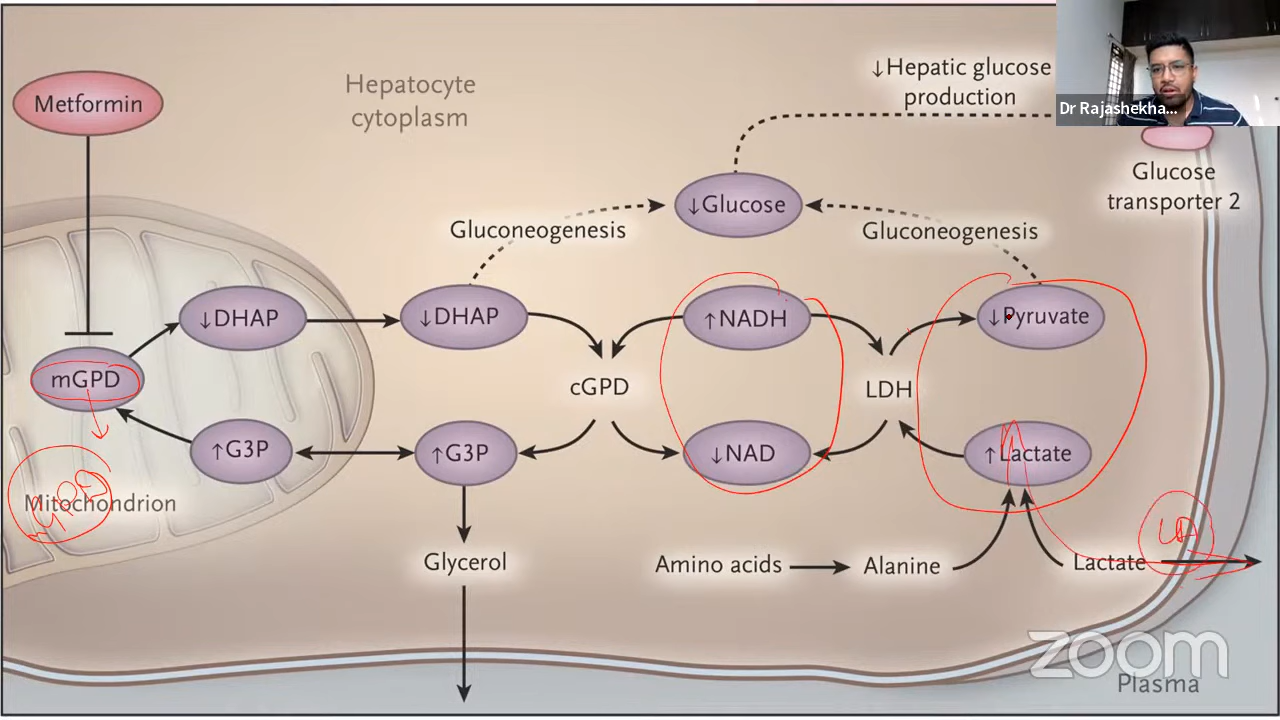 Metformin
Hepatocyte
cytoplasm
↓Hepatic glucose
production
Dr Rajashekha...
Glucose
transporter 2
↓Glucose
Gluconeogenesis
Gluconeogenesis
↓DHAP
↓DHAP
↑NADH
↓Pyruvate
mGPD
cGPD
LDH
↑G3P
↑G3P
↓NAD
↑Lactate
Mitochondrion
Glycerol
Amino acids
Alanine
Lactate
LA
zoom
Plasma